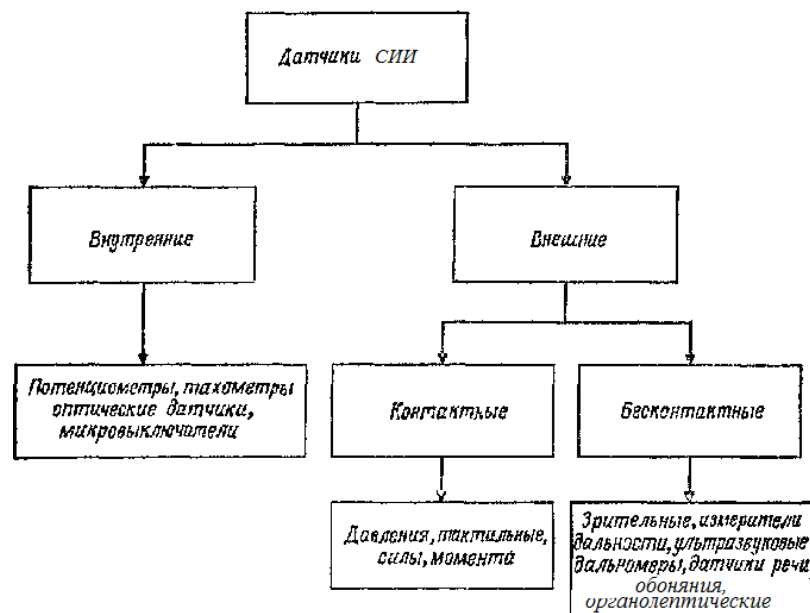 Датчики СИИ
Внутренние
Внешние
Потенциометры, тахометры
оптические датчики,
микровыключатели
Контактные
Бесконтактные
Давления, тактильные,
силы, момента
Зрительные, измерители
дальности, ультразвуковые
дальномеры, датчики речи
обоняния,
органолептические